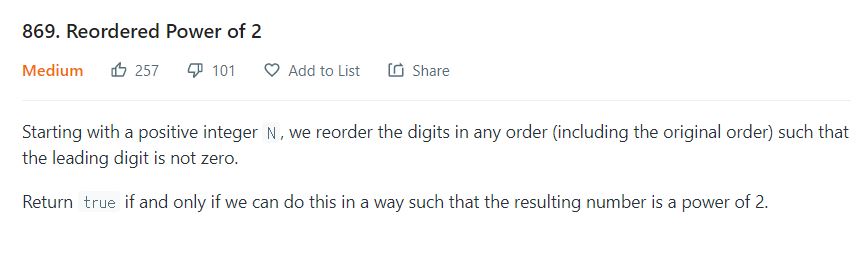 869. Reordered Power of 2
Medium 257 101 Add to List Share
Starting with a positive integer N, we reorder the digits in any order (including the original order) such that
the leading digit is not zero.
Return true if and only if we can do this in a way such that the resulting number is a power of 2.